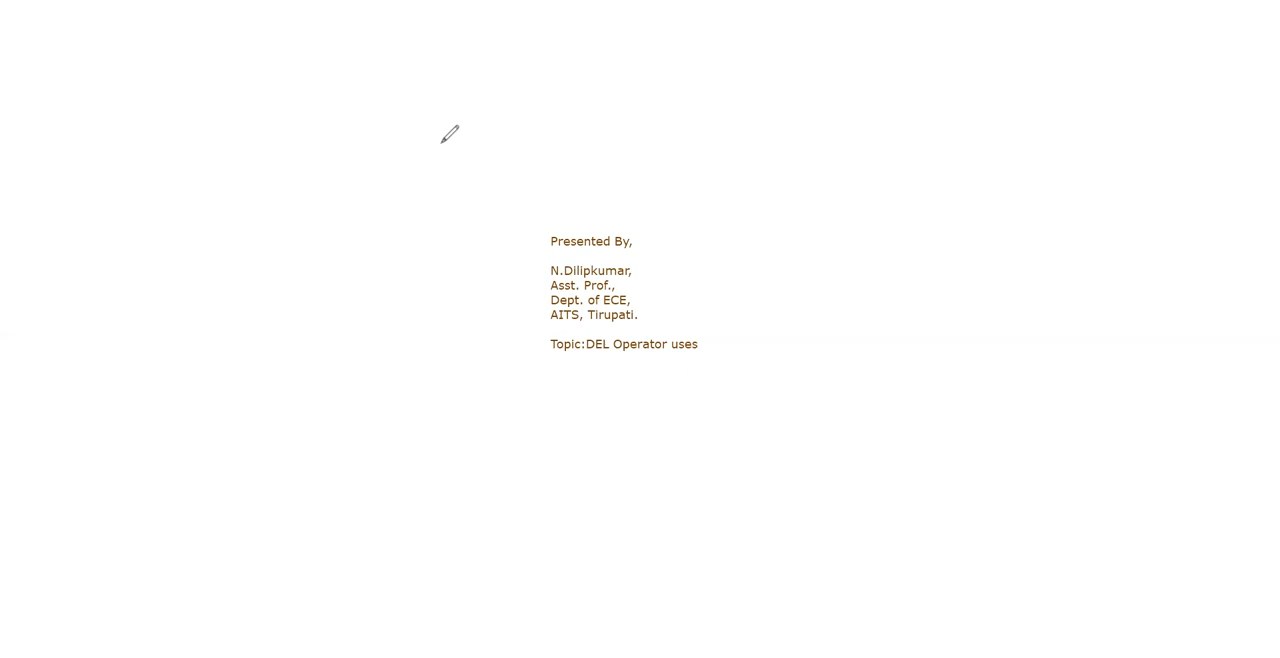 Presented By,
N.Dilipkumar,
Asst. Prof.,
Dept. of ECE,
AITS, Tirupati.
Topic:DEL Operator uses